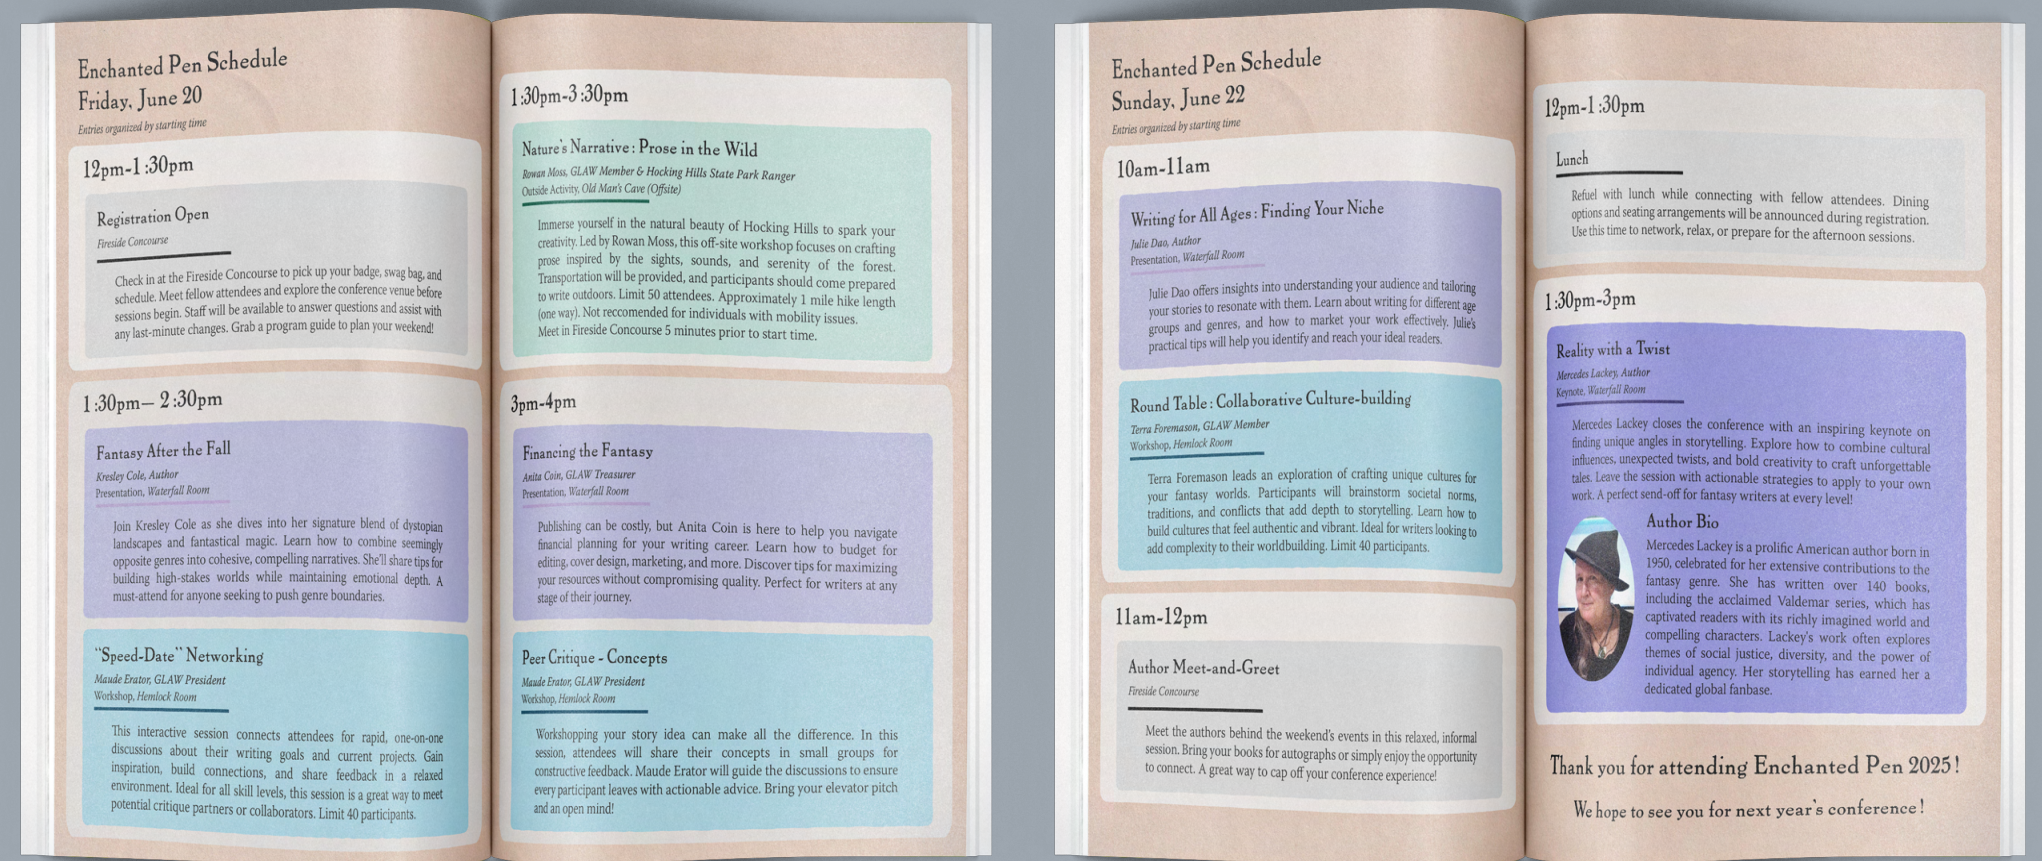 Enchanted Pen Schedule
Friday, June 20
Entries organized by starting time
12pm-1:30pm
Registration Open
Fireside Concourse
Check in at the Fireside Concourse to pick up your badge, swag bag, and
schedule. Meet fellow attendees and explore the conference venue before
sessions begin. Staff will be available to answer questions and assist with
any last-minute changes. Grab a program guide to plan your weekend!
1:30pm– 2:30pm
Fantasy After the Fall
Kresley Cole, Author
Presentation, Waterfall Room
Join Kresley Cole as she dives into her signature blend of dystopian
landscapes and fantastical magic. Learn how to combine seemingly
opposite genres into cohesive, compelling narratives. She'll share tips for
building high-stakes worlds while maintaining emotional depth. A
must-attend for anyone seeking to push genre boundaries.
"Speed-Date" Networking
Maude Erator, GLAW President
Workshop, Hemlock Room
This interactive session connects attendees for rapid, one-on-one
discussions about their writing goals and current projects. Gain
inspiration, build connections, and share feedback in a relaxed
environment. Ideal for all skill levels, this session is a great way to meet
potential critique partners or collaborators. Limit 40 participants.
1:30pm-3:30pm
Nature's Narrative: Prose in the Wild
Rowan Moss, GLAW Member & Hocking Hills State Park Ranger
Outside Activity, Old Man's Cave (Offsite)
Immerse yourself in the natural beauty of Hocking Hills to spark your
creativity. Led by Rowan Moss, this off-site workshop focuses on crafting
prose inspired by the sights, sounds, and serenity of the forest.
Transportation will be provided, and participants should come prepared
to write outdoors. Limit 50 attendees. Approximately 1 mile hike length
(one way). Not reccomended for individuals with mobility issues.
Meet in Fireside Concourse 5 minutes prior to start time.
3pm-4pm
Financing the Fantasy
Anita Coin, GLAW Treasurer
Presentation, Waterfall Room
Publishing can be costly, but Anita Coin is here to help you navigate
financial planning for your writing career. Learn how to budget for
editing, cover design, marketing, and more. Discover tips for maximizing
your resources without compromising quality. Perfect for writers at any
stage of their journey.
Peer Critique - Concepts
Maude Erator, GLAW President
Workshop, Hemlock Room
Workshopping your story idea can make all the difference. In this
session, attendees will share their concepts in small groups for
constructive feedback. Maude Erator will guide the discussions to ensure
every participant leaves with actionable advice. Bring your elevator pitch
and an open mind!
Enchanted Pen Schedule
Sunday, June 22
Entries organized by starting time
10am-11am
Writing for All Ages: Finding Your Niche
Julie Dao, Author
Presentation, Waterfall Room
Julie Dao offers insights into understanding your audience and tailoring
your stories to resonate with them. Learn about writing for different age
groups and genres, and how to market your work effectively. Julie's
practical tips will help you identify and reach your ideal readers.
Round Table: Collaborative Culture-building
Terra Foremason, GLAW Member
Workshop, Hemlock Room
Terra Foremason leads an exploration of crafting unique cultures for
your fantasy worlds. Participants will brainstorm societal norms,
traditions, and conflicts that add depth to storytelling. Learn how to
build cultures that feel authentic and vibrant. Ideal for writers looking to
add complexity to their worldbuilding. Limit 40 participants.
11am-12pm
Author Meet-and-Greet
Fireside Concourse
Meet the authors behind the weekend's events in this relaxed, informal
session. Bring your books for autographs or simply enjoy the opportunity
to connect. A great way to cap off your conference experience!
12pm-1:30pm
Lunch
Refuel with lunch while connecting with fellow attendees. Dining
options and seating arrangements will be announced during registration.
Use this time to network, relax, or prepare for the afternoon sessions.
1:30pm-3pm
Reality with a Twist
Mercedes Lackey, Author
Keynote, Waterfall Room
Mercedes Lackey closes the conference with an inspiring keynote on
finding unique angles in storytelling. Explore how to combine cultural
influences, unexpected twists, and bold creativity to craft unforgettable
tales. Leave the session with actionable strategies to apply to your own
work. A perfect send-off for fantasy writers at every level!
Author Bio
Mercedes Lackey is a prolific American author born in
1950, celebrated for her extensive contributions to the
fantasy genre. She has written over 140 books,
including the acclaimed Valdemar series, which has
captivated readers with its richly imagined world and
compelling characters. Lackey's work often explores
themes of social justice, diversity, and the power of
individual agency. Her storytelling has earned her a
dedicated global fanbase.
Thank you for attending Enchanted Pen 2025!
We hope to see you for next year's conference!